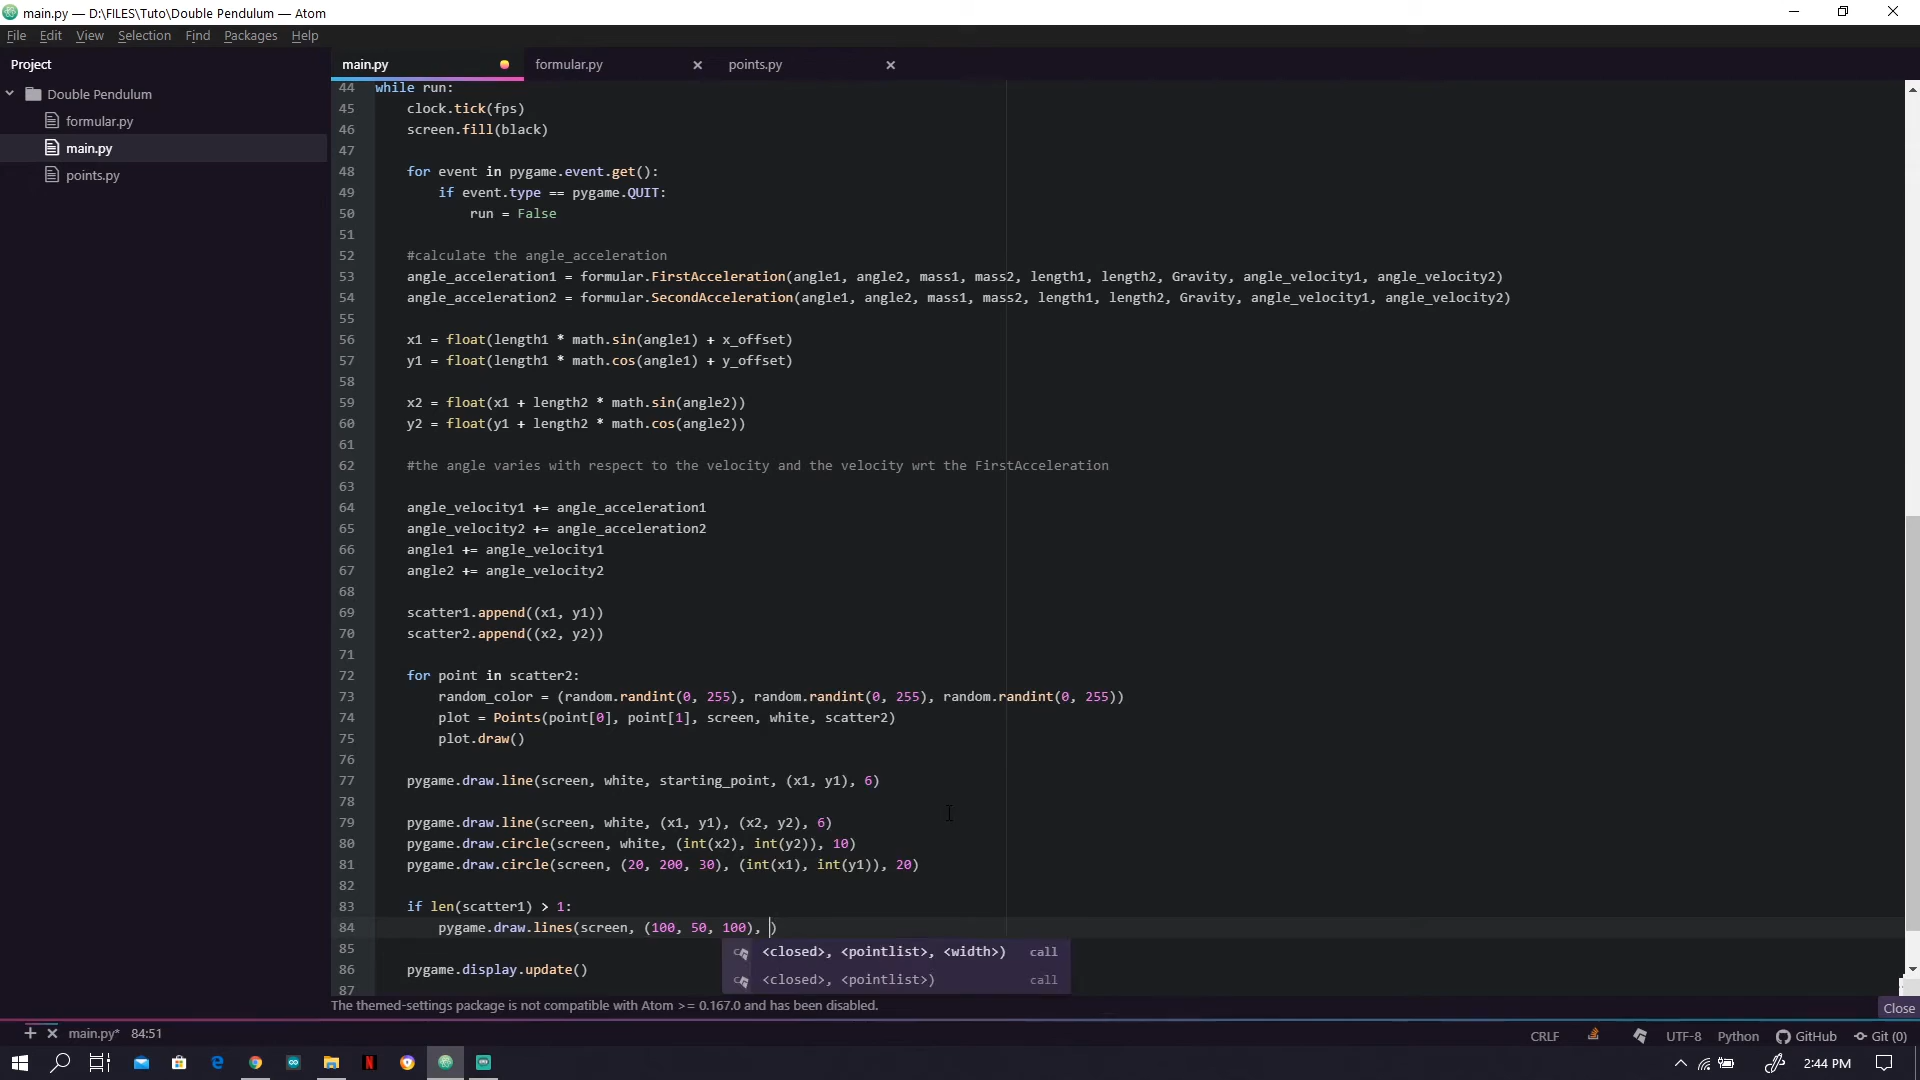 main.py — D:\FILES\Tuto\Double Pendulum — Atom
File Edit View Selection Find Packages Help
Project
main.py formular.py points.py
Double Pendulum
formular.py
main.py
points.py
44 while run:
45 clock.tick(fps)
46 screen.fill(black)
47
48 for event in pygame.event.get():
49 if event.type == pygame.QUIT:
50 run = False
51
52 #calculate the angle_acceleration
53 angle_acceleration1 = formular.FirstAcceleration(angle1, angle2, mass1, mass2, length1, length2, Gravity, angle_velocity1, angle_velocity2)
54 angle_acceleration2 = formular.SecondAcceleration(angle1, angle2, mass1, mass2, length1, length2, Gravity, angle_velocity1, angle_velocity2)
55
56 x1 = float(length1 * math.sin(angle1) + x_offset)
57 y1 = float(length1 * math.cos(angle1) + y_offset)
58
59 x2 = float(x1 + length2 * math.sin(angle2))
60 y2 = float(y1 + length2 * math.cos(angle2))
61
62 #the angle varies with respect to the velocity and the velocity wrt the FirstAcceleration
63
64 angle_velocity1 += angle_acceleration1
65 angle_velocity2 += angle_acceleration2
66 angle1 += angle_velocity1
67 angle2 += angle_velocity2
68
69 scatter1.append((x1, y1))
70 scatter2.append((x2, y2))
71
72 for point in scatter2:
73 random_color = (random.randint(0, 255), random.randint(0, 255), random.randint(0, 255))
74 plot = Points(point[0], point[1], screen, white, scatter2)
75 plot.draw()
76
77 pygame.draw.line(screen, white, starting_point, (x1, y1), 6)
78
79 pygame.draw.line(screen, white, (x1, y1), (x2, y2), 6)
80 pygame.draw.circle(screen, white, (int(x2), int(y2)), 10)
81 pygame.draw.circle(screen, (20, 200, 30), (int(x1), int(y1)), 20)
82
83 if len(scatter1) > 1:
84 pygame.draw.lines(screen, (100, 50, 100), )
85 <closed>, <pointlist>, <width>) call
86 pygame.display.update() <closed>, <pointlist>) call
87
The themed-settings package is not compatible with Atom >= 0.167.0 and has been disabled.
Close
main.py* 84:51 CRLF UTF-8 Python GitHub Git (0)
2:44 PM